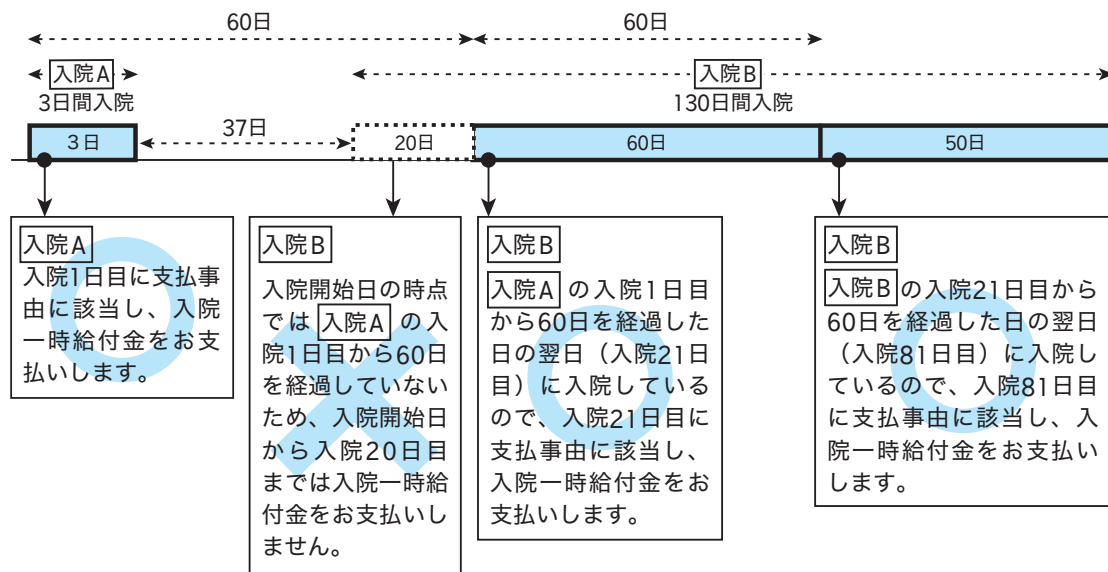 60日
60日
入院A
入院B
3日間入院
130日間入院
37日
3日
20日
60日
50日
入院A
入院1日目に支払事
由に該当し、入院
一時給付金をお支
払いします。
入院B
入院開始日の時点
では 入院A の入
院1日目から60日
を経過していない
ため、入院開始日
から入院20日目
までは入院一時給
付金をお支払いし
ません。
入院B
入院A の入院1日目
から60日を経過した
日の翌日（入院21日
目）に入院している
ので、入院21日目に
支払事由に該当し、
入院一時給付金をお
支払いします。
入院B
入院B の入院21日目から
60日を経過した日の翌日
（入院81日目）に入院し
ているので、入院81日目
に支払事由に該当し、入
院一時給付金をお支払い
します。